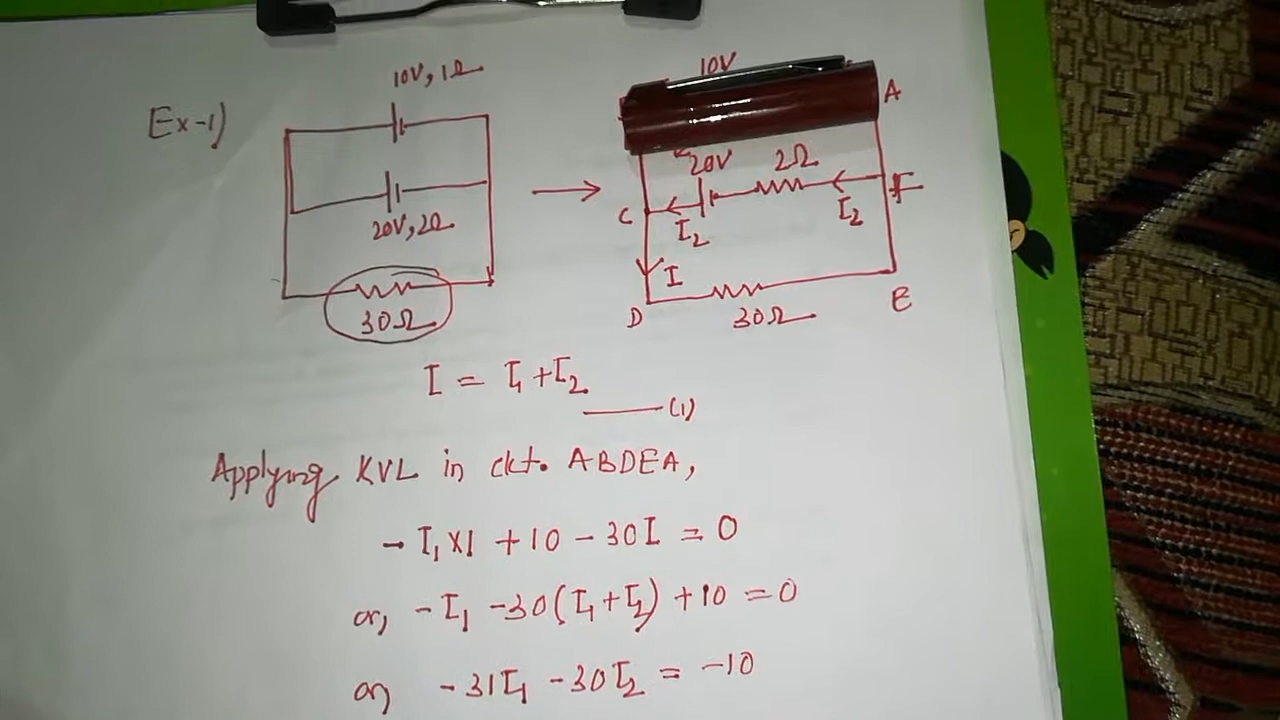 Ex-1)
10V, 1Ω
20V, 2Ω
30Ω
10V
A
20V
2Ω
C
I₂
I₂
F
I
D
30Ω
E
I = I₁ + I₂
(1)
Applying KVL in ckt. ABDEA,
- I₁ x 1 + 10 - 30I = 0
or, - I₁ - 30(I₁ + I₂) + 10 = 0
or, - 31I₁ - 30I₂ = -10